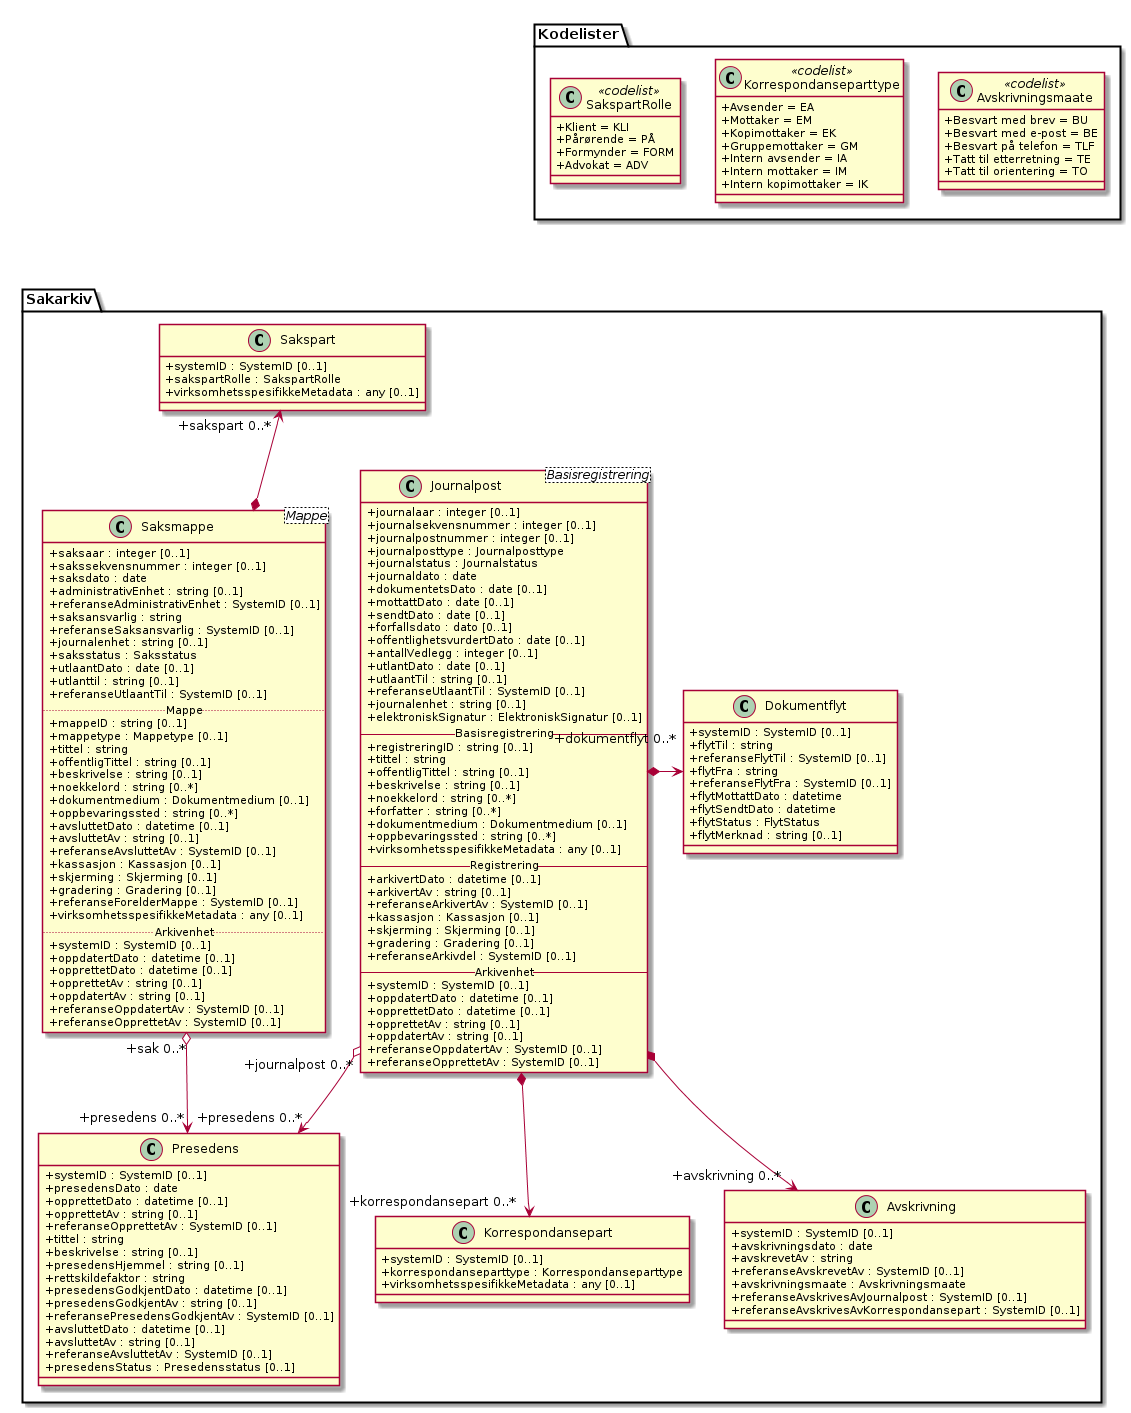 Kodelister
«codelist»
SakspartRolle
+Klient = KLI
+Pårørende = PÅ
+Formynder = FORM
+Advokat = ADV
«codelist»
Korrespondanseparttype
+Avsender = EA
+Mottaker = EM
+Kopimottaker = EK
+Gruppemottaker = GM
+Intern avsender = IA
+Intern mottaker = IM
+Intern kopimottaker = IK
«codelist»
Avskrivningsmaate
+Besvart med brev = BU
+Besvart med e-post = BE
+Besvart på telefon = TLF
+Tatt til etterretning = TE
+Tatt til orientering = TO
Sakarkiv
C Sakspart
+systemID : SystemID [0..1]
+sakspartRolle : SakspartRolle
+virksomhetsspesifikkeMetadata : any [0..1]
+sakspart 0..*
C Saksmappe
Mappe
+saksaar : integer [0..1]
+sakssekvensnummer : integer [0..1]
+saksdato : date
+administrativEnhet : string [0..1]
+referanseAdministrativEnhet : SystemID [0..1]
+saksansvarlig : string
+referanseSaksansvarlig : SystemID [0..1]
+journalenhet : string [0..1]
+saksstatus : Saksstatus
+utlaantDato : date [0..1]
+utlanttil : string [0..1]
+referanseUtlaantTil : SystemID [0..1]
Mappe
+mappeID : string [0..1]
+mappetype : Mappetype [0..1]
+tittel : string
+offentligTittel : string [0..1]
+beskrivelse : string [0..1]
+noekkelord : string [0..*]
+dokumentmedium : Dokumentmedium [0..1]
+oppbevaringssted : string [0..*]
+avsluttetDato : datetime [0..1]
+avsluttetAv : string [0..1]
+referanseAvsluttetAv : SystemID [0..1]
+kassasjon : Kassasjon [0..1]
+skjerming : Skjerming [0..1]
+gradering : Gradering [0..1]
+referanseForelderMappe : SystemID [0..1]
+virksomhetsspesifikkeMetadata : any [0..1]
Arkivenhet
+systemID : SystemID [0..1]
+oppdatertDato : datetime [0..1]
+opprettetDato : datetime [0..1]
+opprettetAv : string [0..1]
+oppdatertAv : string [0..1]
+referanseOppdatertAv : SystemID [0..1]
+referanseOpprettetAv : SystemID [0..1]
C Journalpost
Basisregistrering
+journalaar : integer [0..1]
+journalsekvensnummer : integer [0..1]
+journalpostnummer : integer [0..1]
+journalposttype : Journalposttype
+journalstatus : Journalstatus
+journaldato : date
+dokumentetsDato : date [0..1]
+mottattDato : date [0..1]
+sendtDato : date [0..1]
+forfallsdato : dato [0..1]
+offentlighetsvurdertDato : date [0..1]
+antallVedlegg : integer [0..1]
+utlantDato : date [0..1]
+utlaantTil : string [0..1]
+referanseUtlaantTil : SystemID [0..1]
+journalenhet : string [0..1]
+elektroniskSignatur : ElektroniskSignatur [0..1]
Basisregistrering
+registreringID : string [0..1]
+tittel : string
+offentligTittel : string [0..1]
+beskrivelse : string [0..1]
+noekkelord : string [0..*]
+forfatter : string [0..*]
+dokumentmedium : Dokumentmedium [0..1]
+oppbevaringssted : string [0..*]
+virksomhetsspesifikkeMetadata : any [0..1]
Registrering
+arkivertDato : datetime [0..1]
+arkivertAv : string [0..1]
+referanseArkivertAv : SystemID [0..1]
+kassasjon : Kassasjon [0..1]
+skjerming : Skjerming [0..1]
+gradering : Gradering [0..1]
+referanseArkivdel : SystemID [0..1]
Arkivenhet
+systemID : SystemID [0..1]
+oppdatertDato : datetime [0..1]
+opprettetDato : datetime [0..1]
+opprettetAv : string [0..1]
+oppdatertAv : string [0..1]
+referanseOppdatertAv : SystemID [0..1]
+referanseOpprettetAv : SystemID [0..1]
+dokumentflyt 0..*
C Dokumentflyt
+systemID : SystemID [0..1]
+flytTil : string
+referanseFlytTil : SystemID [0..1]
+flytFra : string
+referanseFlytFra : SystemID [0..1]
+flytMottattDato : datetime
+flytSendtDato : datetime
+flytStatus : FlytStatus
+flytMerknad : string [0..1]
+sak 0..*
+journalpost 0..*
+presedens 0..*
+presedens 0..*
C Presedens
+systemID : SystemID [0..1]
+presedensDato : date
+opprettetDato : datetime [0..1]
+opprettetAv : string [0..1]
+referanseOpprettetAv : SystemID [0..1]
+tittel : string
+beskrivelse : string [0..1]
+presedensHjemmel : string [0..1]
+rettskildefaktor : string
+presedensGodkjentDato : datetime [0..1]
+presedensGodkjentAv : string [0..1]
+referansePresedensGodkjentAv : SystemID [0..1]
+avsluttetDato : datetime [0..1]
+avsluttetAv : string [0..1]
+referanseAvsluttetAv : SystemID [0..1]
+presedensStatus : Presedensstatus [0..1]
+korrespondansepart 0..*
C Korrespondansepart
+systemID : SystemID [0..1]
+korrespondanseparttype : Korrespondanseparttype
+virksomhetsspesifikkeMetadata : any [0..1]
+avskrivning 0..*
C Avskrivning
+systemID : SystemID [0..1]
+avskrivningsdato : date
+avskrevetAv : string
+referanseAvskrevetAv : SystemID [0..1]
+avskrivningsmaate : Avskrivningsmaate
+referanseAvskrivesAvJournalpost : SystemID [0..1]
+referanseAvskrivesAvKorrespondansepart : SystemID [0..1]